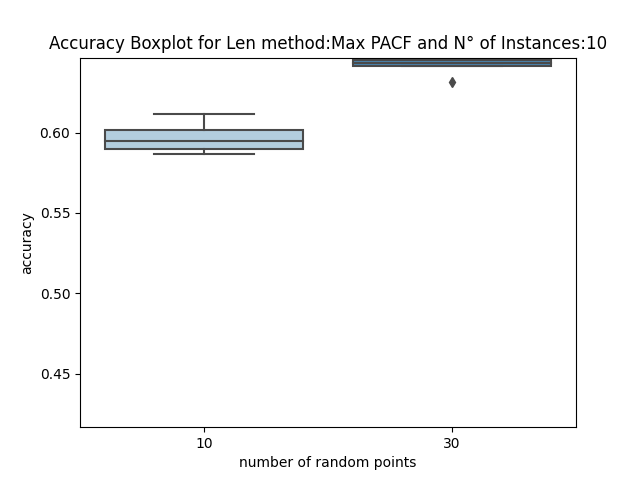 Accuracy Boxplot for Len method:Max PACF and N° of Instances:10
0.60
0.55
0.50
0.45
accuracy
10 30
number of random points